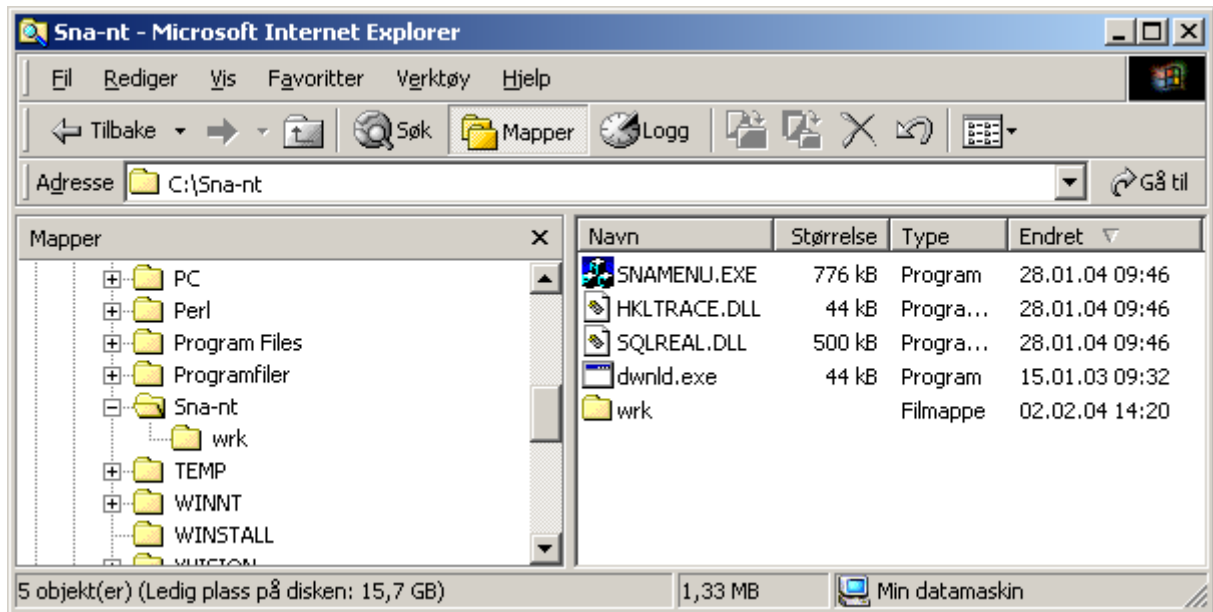 Sna-nt - Microsoft Internet Explorer
Fil Rediger Vis Favoritter Verktøy Hjelp
Tilbake Søk Mapper Logg
Adresse C:\Sna-nt Gå til
Mapper
PC
Perl
Program Files
Programfiler
Sna-nt
wrk
TEMP
WINNT
WINSTALL
Navn Størrelse Type Endret
SNAMENU.EXE 776 kB Program 28.01.04 09:46
HKLTRACE.DLL 44 kB Progra... 28.01.04 09:46
SQLREAL.DLL 500 kB Progra... 28.01.04 09:46
dwnld.exe 44 kB Program 15.01.03 09:32
wrk Filmappe 02.02.04 14:20
5 objekt(er) (Ledig plass på disken: 15,7 GB) 1,33 MB Min datamaskin